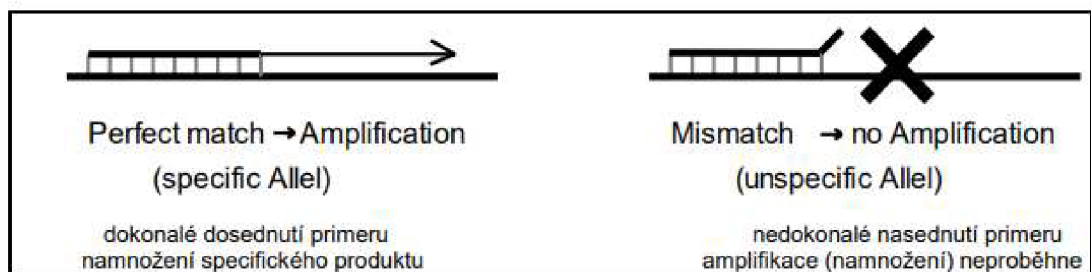 Perfect match → Amplification
(specific Allel)
dokonalé dosednutí primeru
namnožení specifického produktu
Mismatch → no Amplification
(unspecific Allel)
nedokonalé nasednutí primeru
amplifikace (namnožení) neproběhne